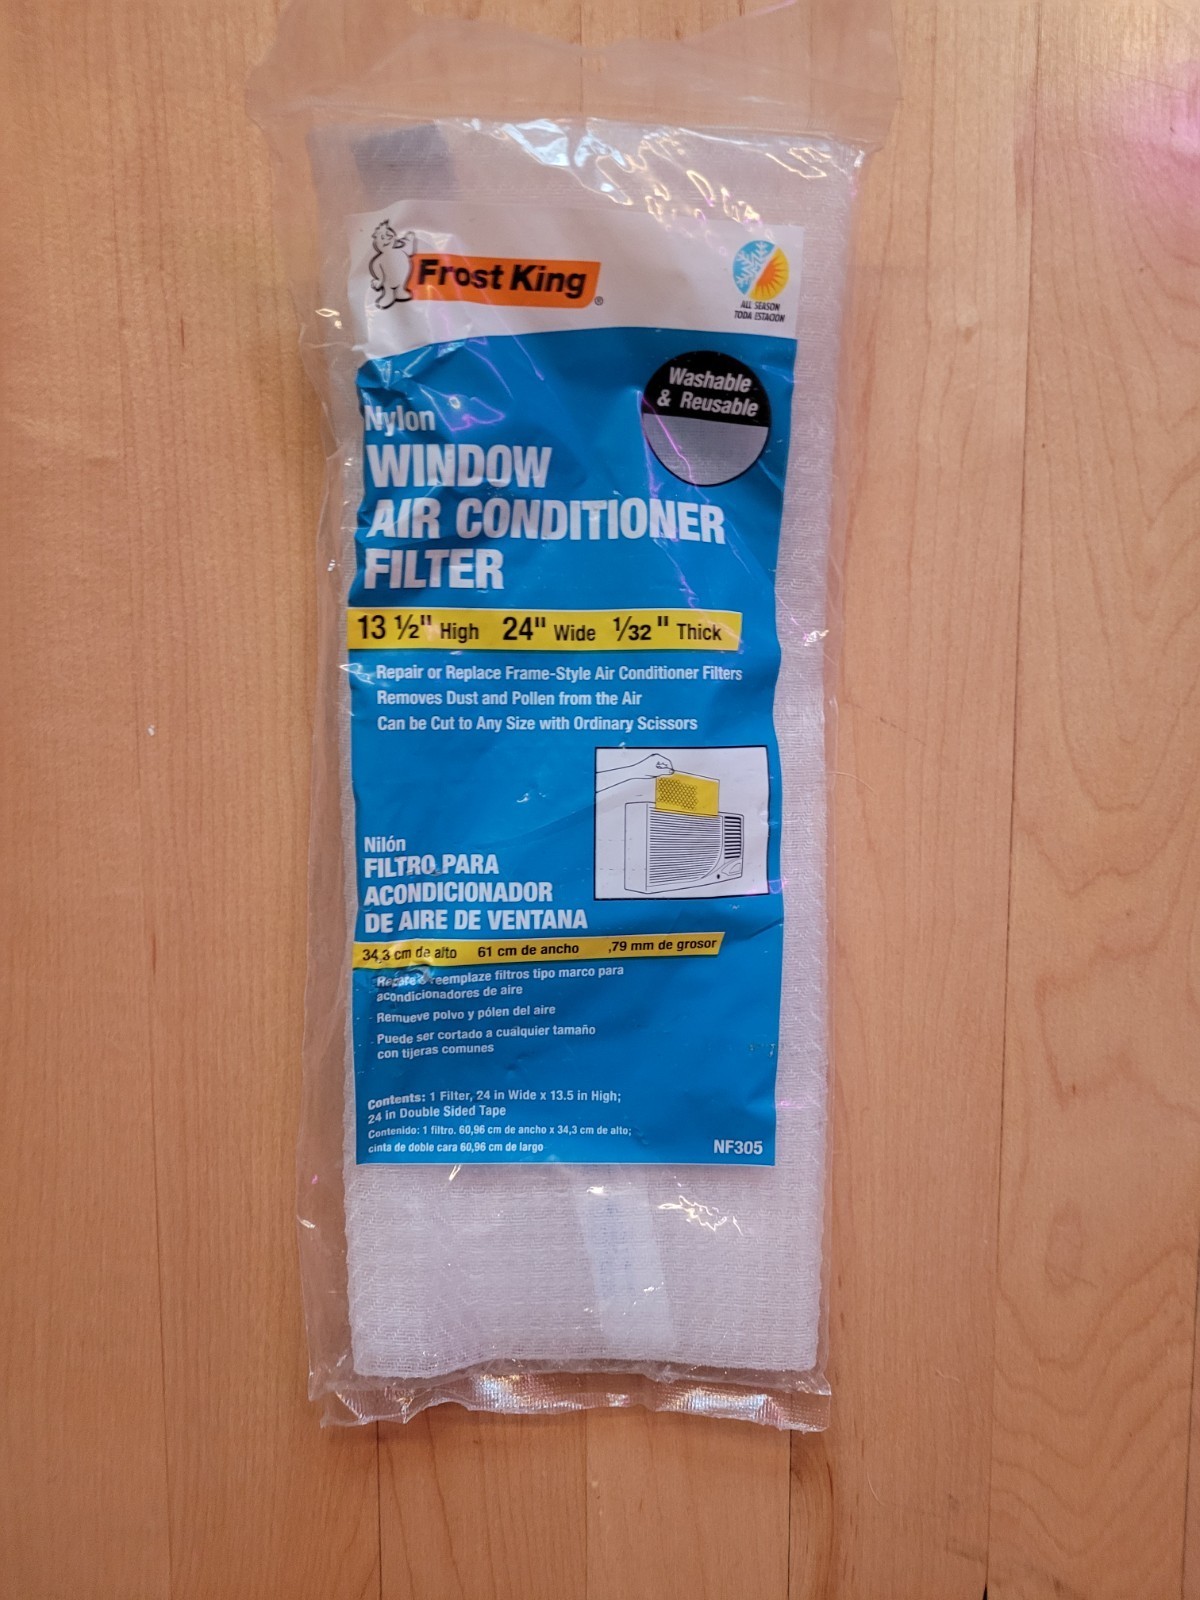 Frost King®
ALL SEASON
TODA ESTACION
Washable
& Reusable
Nylon
WINDOW
AIR CONDITIONER
FILTER
13 ½" High 24" Wide 1/32" Thick
Repair or Replace Frame-Style Air Conditioner Filters
Removes Dust and Pollen from the Air
Can be Cut to Any Size with Ordinary Scissors
Nilón
FILTRO PARA
ACONDICIONADOR
DE AIRE DE VENTANA
34,3 cm de alto 61 cm de ancho ,79 mm de grosor
reemplaze filtros tipo marco para
acondicionadores de aire
Remueve polvo y pólen del aire
Puede ser cortado a cualquier tamaño
con tijeras comunes
Contents: 1 Filter, 24 in Wide x 13.5 in High;
24 in Double Sided Tape
Contenido: 1 filtro. 60,96 cm de ancho x 34,3 cm de alto;
cinta de doble cara 60,96 cm de largo
NF305